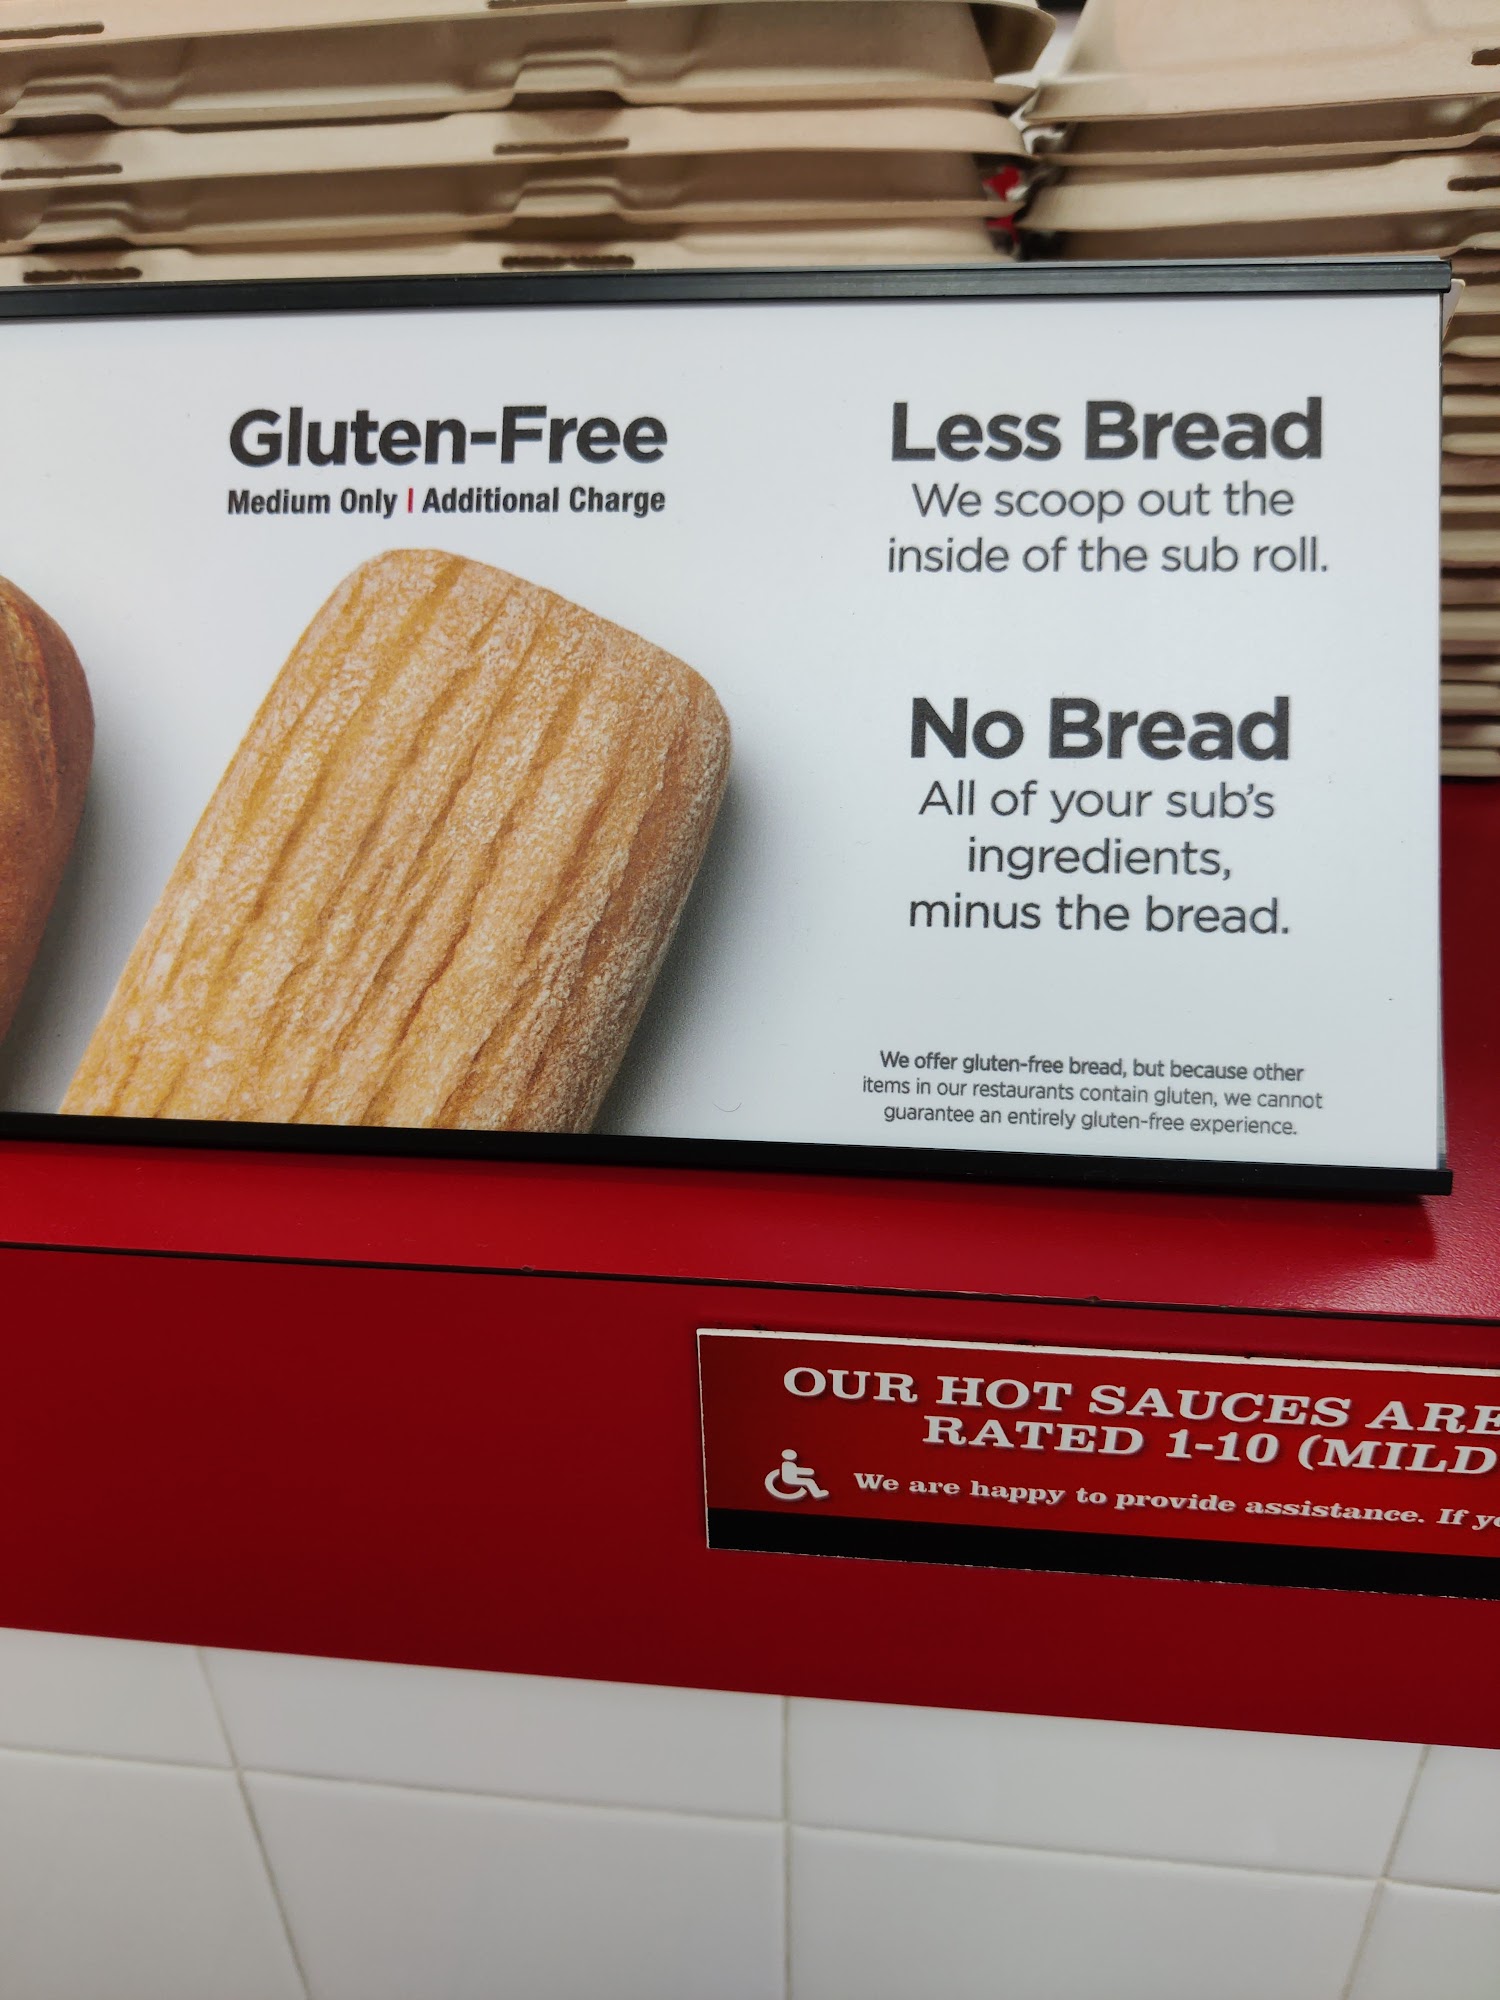 Gluten-Free
Medium Only | Additional Charge
Less Bread
We scoop out the
inside of the sub roll.
No Bread
All of your sub's
ingredients,
minus the bread.
We offer gluten-free bread, but because other
items in our restaurants contain gluten, we cannot
guarantee an entirely gluten-free experience.
OUR HOT SAUCES ARE
RATED 1-10 (MILD
We are happy to provide assistance. If